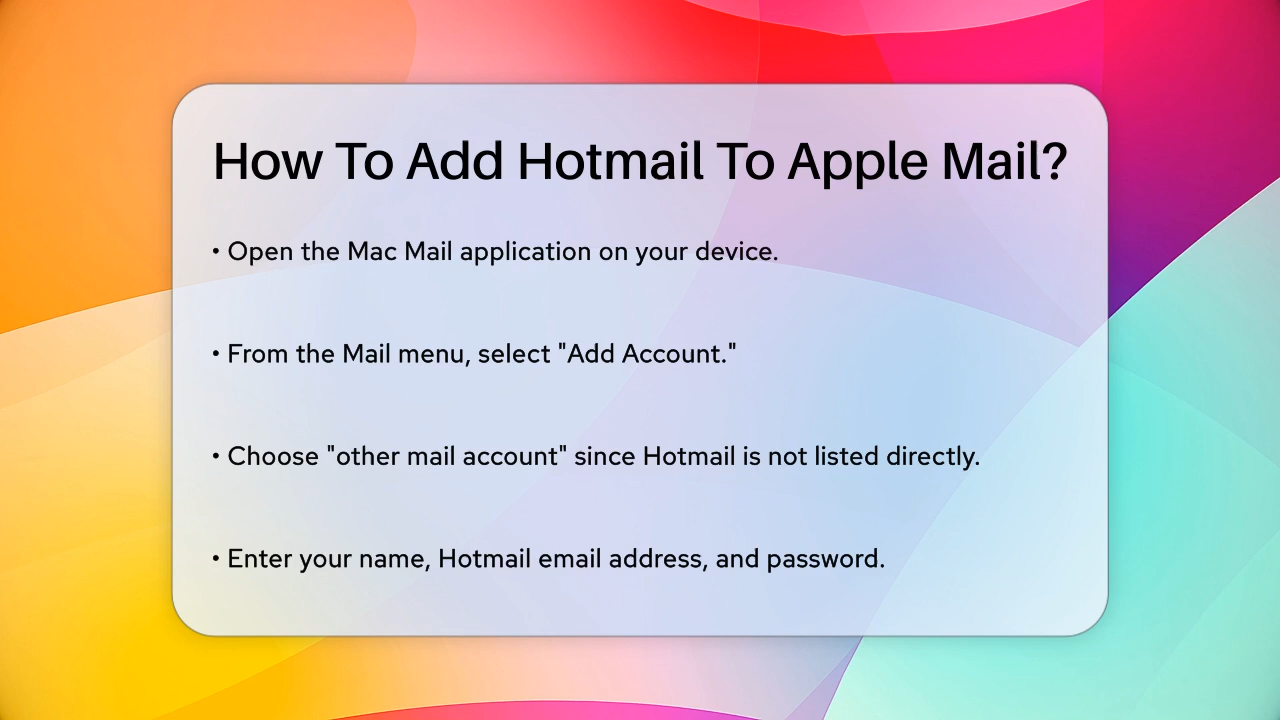 How To Add Hotmail To Apple Mail?
• Open the Mac Mail application on your device.
• From the Mail menu, select "Add Account."
• Choose "other mail account" since Hotmail is not listed directly.
• Enter your name, Hotmail email address, and password.